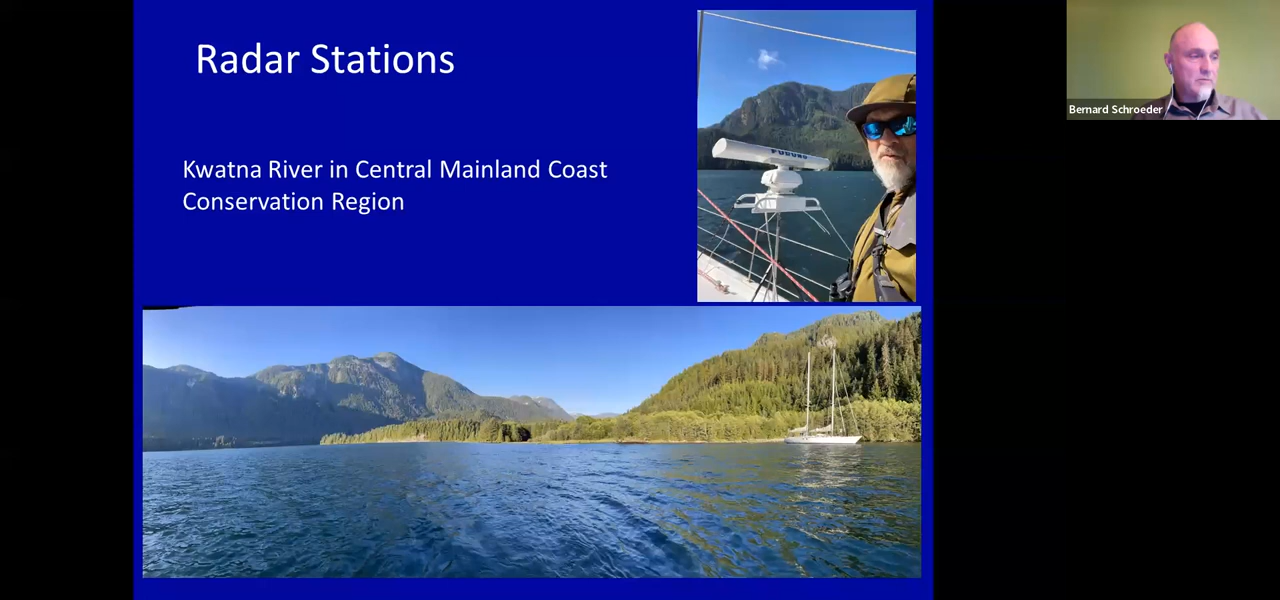 Radar Stations
Kwatna River in Central Mainland Coast
Conservation Region
FURUNO
Bernard Schroeder